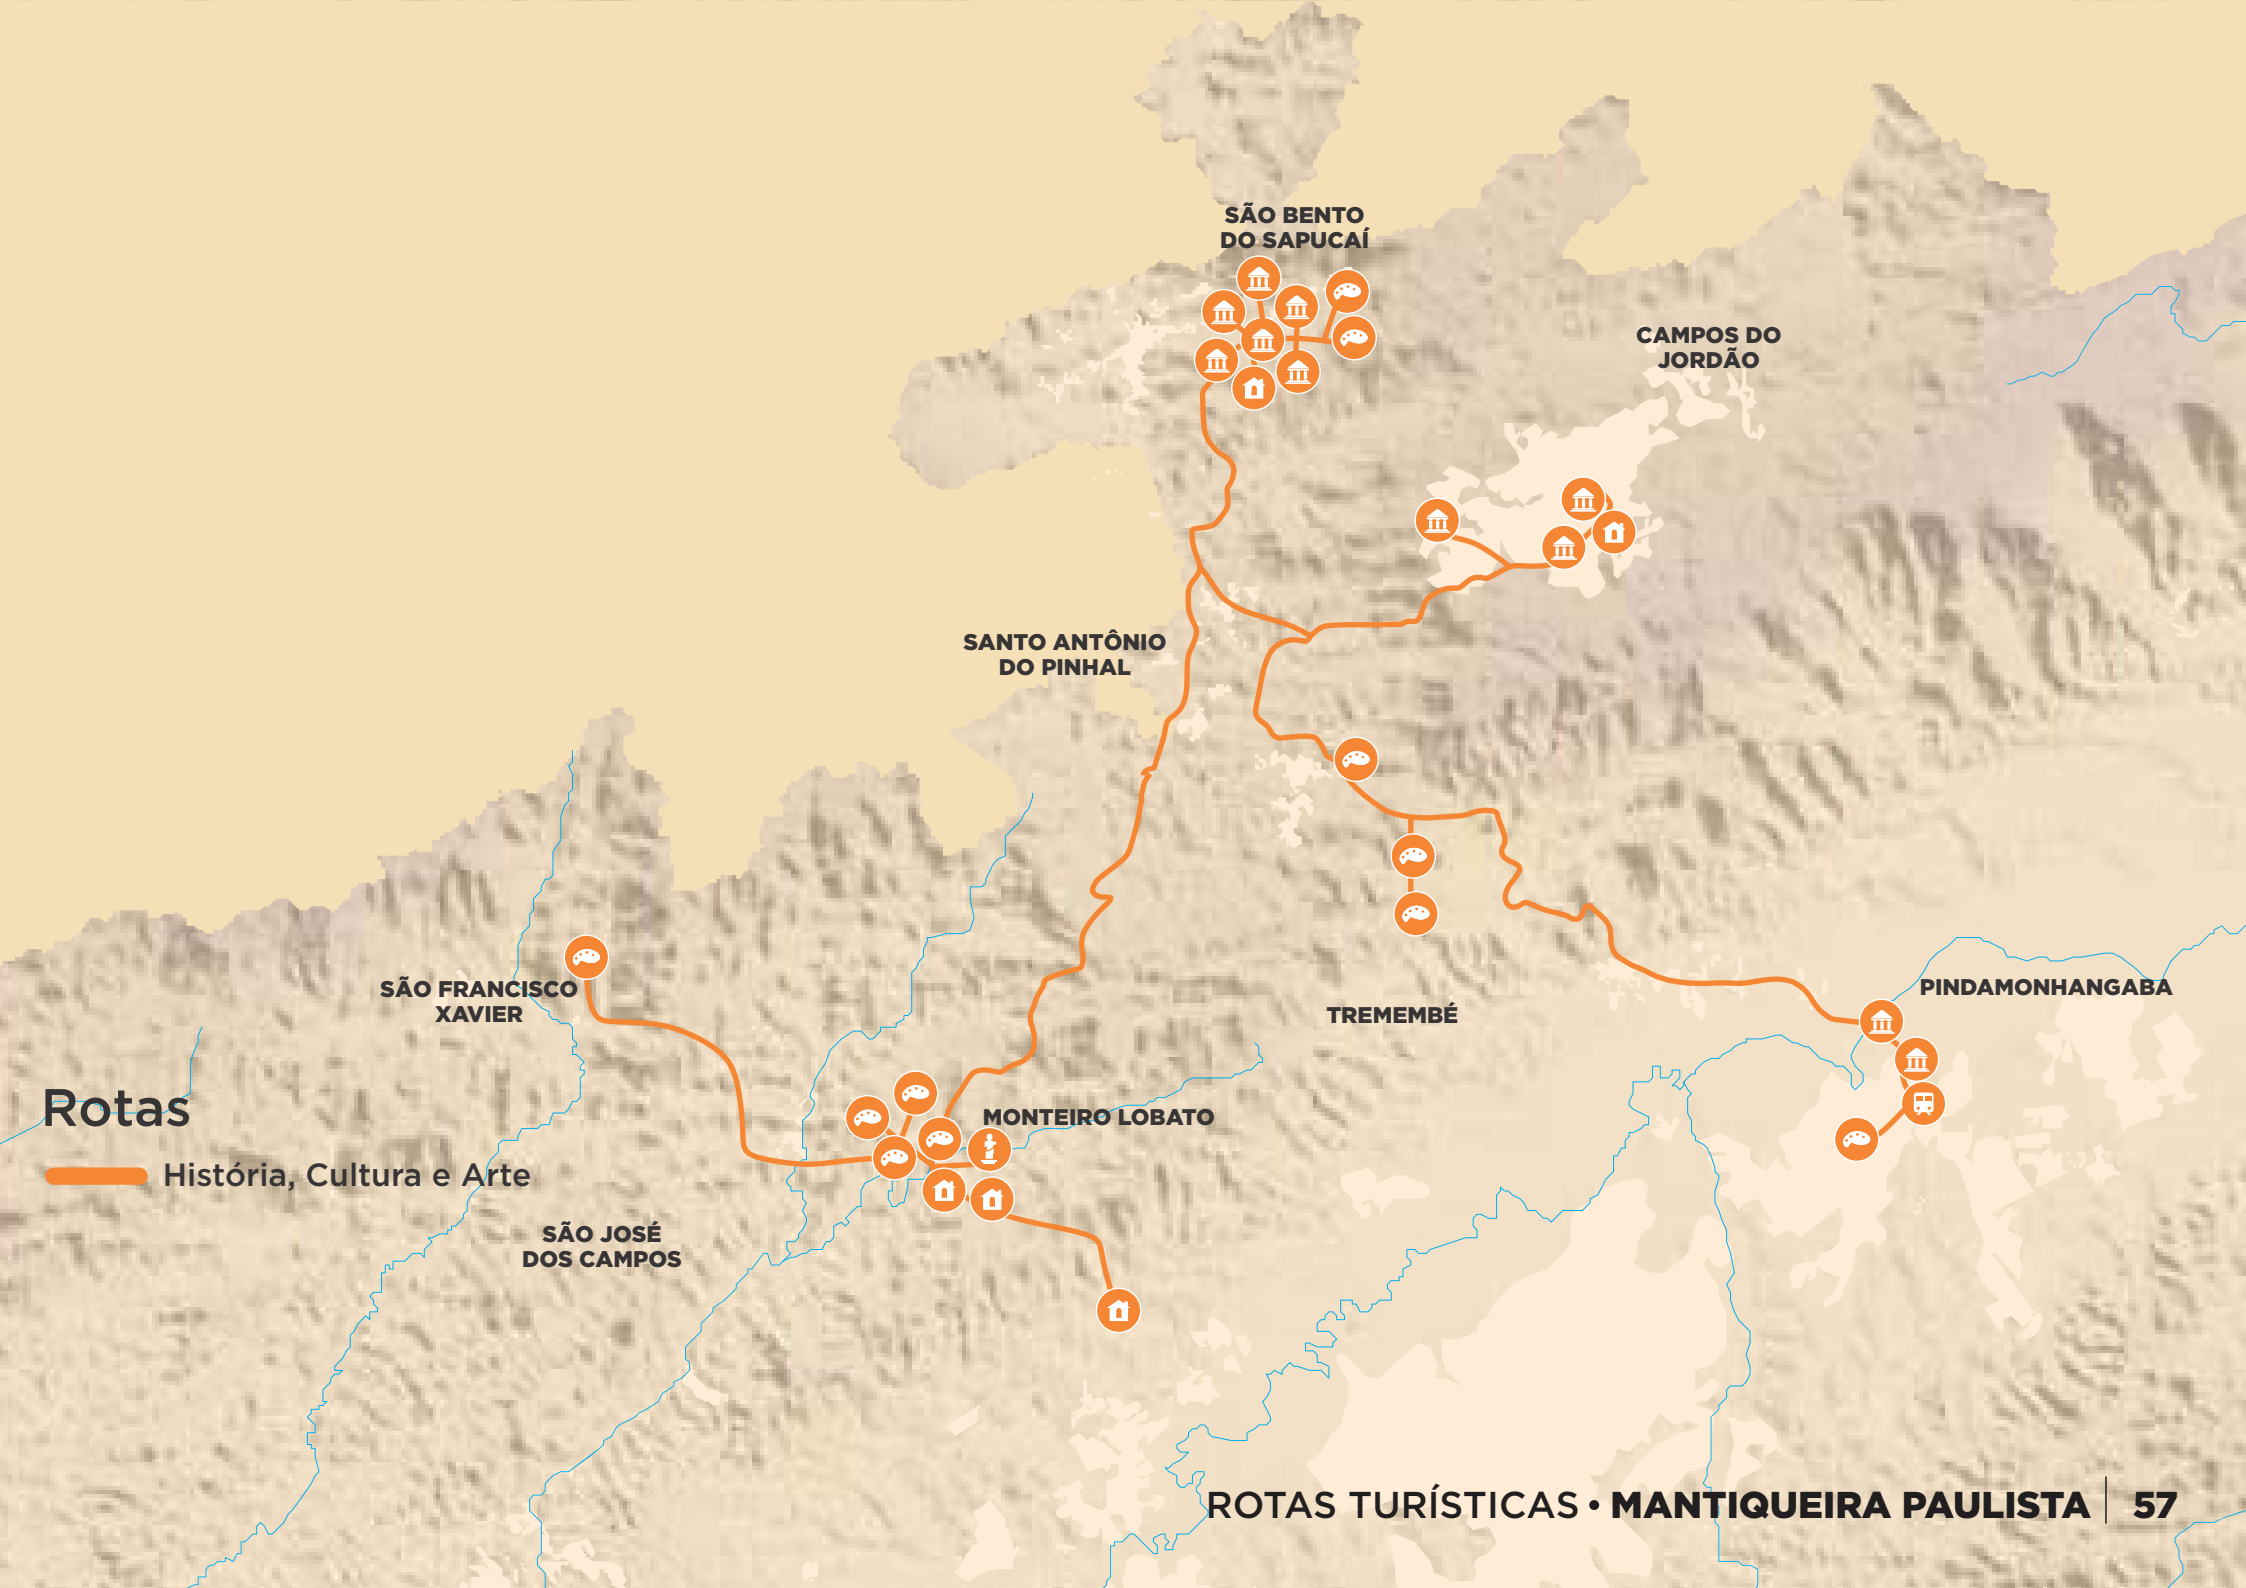 SÃO BENTO
DO SAPUCAÍ
CAMPOS DO
JORDÃO
SANTO ANTÔNIO
DO PINHAL
SÃO FRANCISCO
XAVIER
PINDAMONHANGABA
TREMEMBÉ
MONTEIRO LOBATO
Rotas
História, Cultura e Arte
SÃO JOSÉ
DOS CAMPOS
ROTAS TURÍSTICAS • MANTIQUEIRA PAULISTA | 57